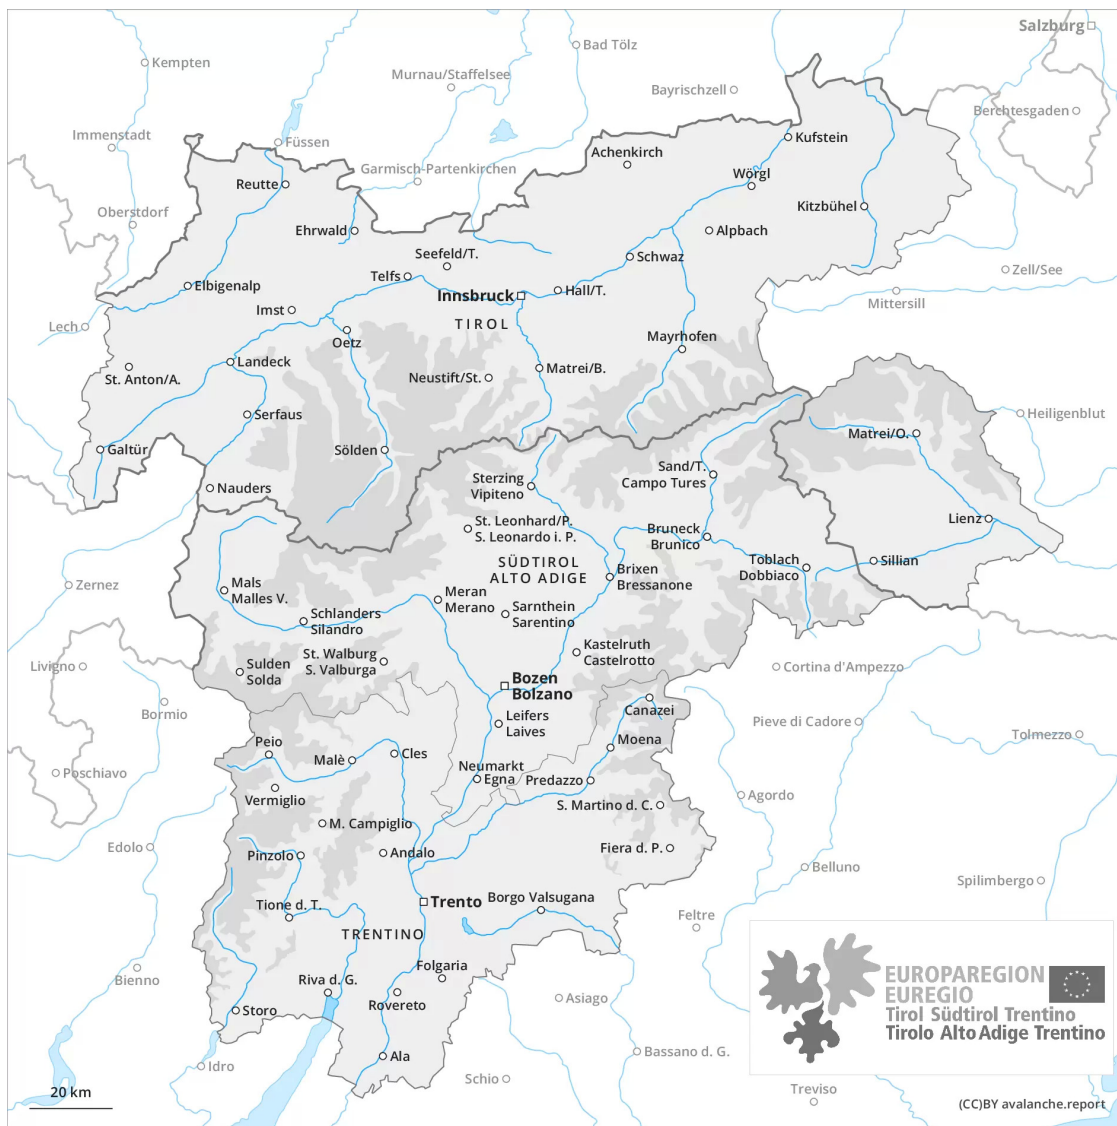 Salzburg
Bad Tölz
Kempten
Murnau/Staffelsee
Bayrischzell
Berchtesgaden
Immenstadt
Füssen
Kufstein
Achenkirch
Garmisch-Partenkirchen
Wörgl
Reutte
Kitzbühel
Oberstdorf
Ehrwald
Alpbach
Seefeld/T.
Schwaz
Telfs
Zell/See
Elbigenalp
Hall/T.
Innsbruck
Mittersill
Imst
TIROL
Lech
Oetz
Mayrhofen
Landeck
Matrei/B.
St. Anton/A.
Neustift/St.
Serfaus
Heiligenblut
Matrei/O.
Galtür
Sölden
Sand/T.
Campo Tures
Sterzing
Vipiteno
Nauders
Lienz
St. Leonhard/P.
S. Leonardo i. P.
Bruneck
Brunico
SÜDTIROL
ALTO ADIGE
Toblach
Dobbiaco
Sillian
Brixen
Bressanone
Zernez
Mals
Malles V.
Meran
Merano
Schlanders
Silandro
Sarnthein
Sarentino
Kastelruth
Castelrotto
St. Walburg
S. Valburga
Livigno
Sulden
Solda
Cortina d'Ampezzo
Bozen
Bolzano
Canazei
Bormio
Leifers
Laives
Pieve di Cadore
Tolmezzo
Moena
Peio
Malè
Cles
Neumarkt
Egna
Predazzo
Poschiavo
Vermiglio
Agordo
S. Martino d. C.
M. Campiglio
Edolo
Pinzolo
Andalo
Fiera d. P.
Belluno
Spilimbergo
Trento
Borgo Valsugana
Tione d. T.
Feltre
TRENTINO
Folgaria
Bienno
Riva d. G.
Rovereto
Asiago
Storo
EUROPAREGION
EUREGIO
Tirol Südtirol Trentino
Tirolo Alto Adige Trentino
Ala
Idro
Bassano d. G.
Schio
Treviso
20 km
(CC)BY avalanche.report